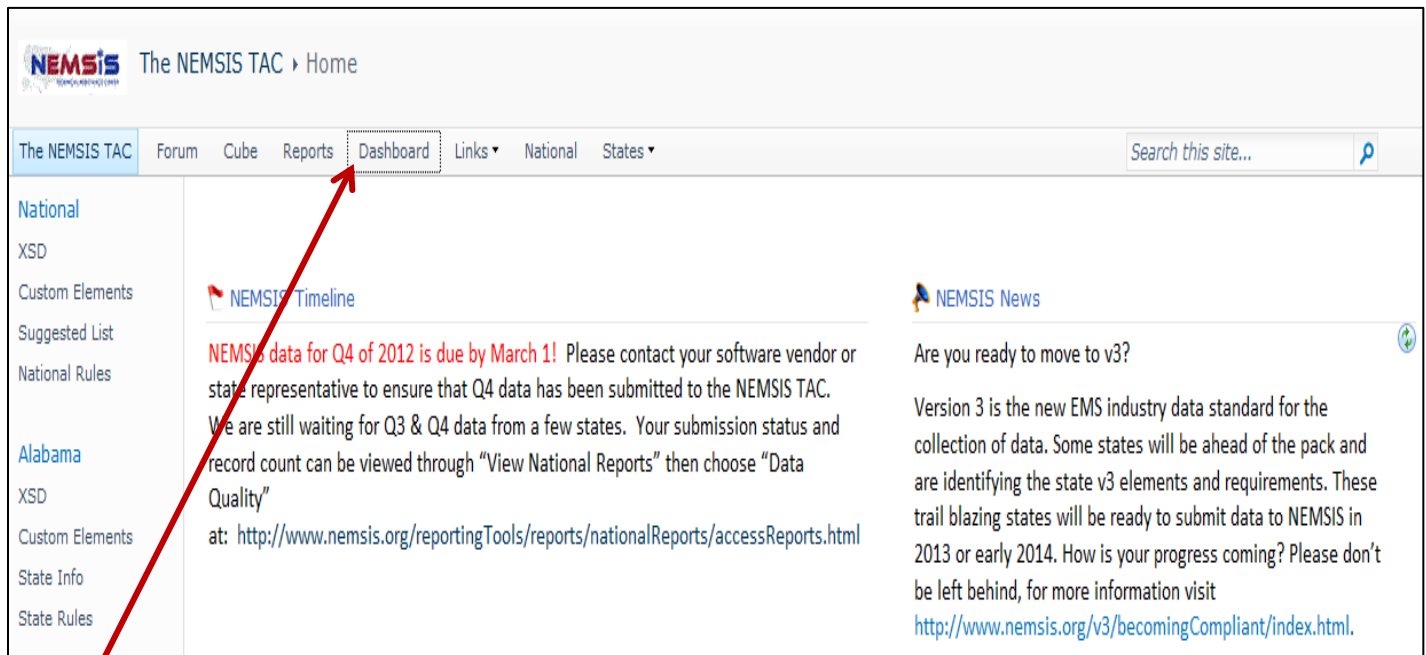 NEMSIS
The NEMSIS TAC ▸ Home
The NEMSIS TAC Forum Cube Reports Dashboard Links ▾ National States ▾ Search this site...
National
XSD
Custom Elements
Suggested List
National Rules
Alabama
XSD
Custom Elements
State Info
State Rules
NEMSIS Timeline
NEMSIS data for Q4 of 2012 is due by March 1! Please contact your software vendor or
state representative to ensure that Q4 data has been submitted to the NEMSIS TAC.
We are still waiting for Q3 & Q4 data from a few states. Your submission status and
record count can be viewed through “View National Reports” then choose “Data
Quality”
at: http://www.nemsis.org/reportingTools/reports/nationalReports/accessReports.html
NEMSIS News
Are you ready to move to v3?
Version 3 is the new EMS industry data standard for the
collection of data. Some states will be ahead of the pack and
are identifying the state v3 elements and requirements. These
trail blazing states will be ready to submit data to NEMSIS in
2013 or early 2014. How is your progress coming? Please don’t
be left behind, for more information visit
http://www.nemsis.org/v3/becomingCompliant/index.html.